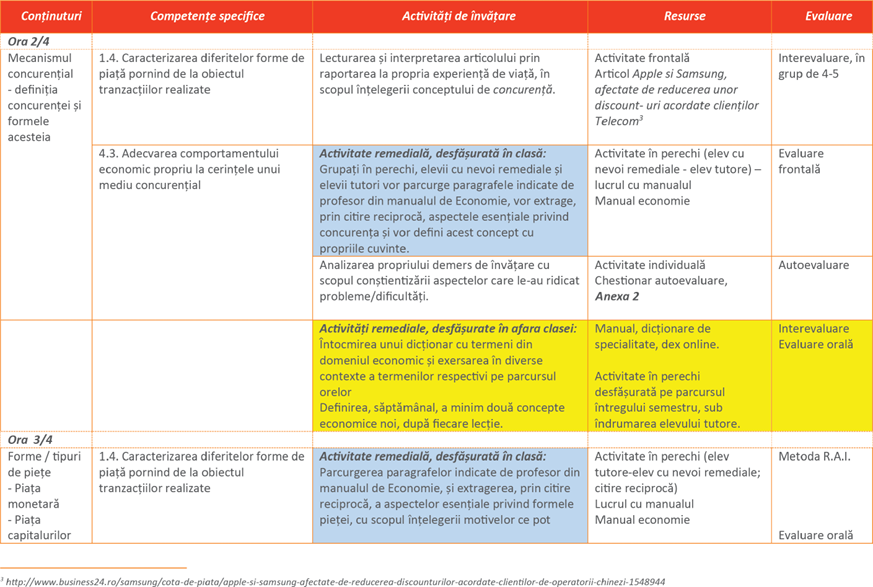 Conținuturi
Competențe specifice
Activități de învățare
Resurse
Evaluare
Ora 2/4
Mecanismul
concurențial
- definiția
concurenței și
formele
acesteia
1.4. Caracterizarea diferitelor forme de
piață pornind de la obiectul
tranzacțiilor realizate
Lecturarea și interpretarea articolului prin
raportarea la propria experiență de viață, în
scopul înțelegerii conceptului de concurență.
Activitate frontală
Articol Apple si Samsung,
afectate de reducerea unor
discount- uri acordate clienților
Telecom³
Interevaluare, în
grup de 4-5
4.3. Adecvarea comportamentului
economic propriu la cerințele unui
mediu concurențial
Activitate remedială, desfășurată în clasă:
Grupați în perechi, elevii cu nevoi remediale și
elevii tutori vor parcurge paragrafele indicate de
profesor din manualul de Economie, vor extrage,
prin citire reciprocă, aspectele esențiale privind
concurența și vor defini acest concept cu
propriile cuvinte.
Activitate în perechi (elev cu
nevoi remediale - elev tutore) –
lucrul cu manualul
Manual economie
Evaluare
frontală
Analizarea propriului demers de învățare cu
scopul conștientizării aspectelor care le-au ridicat
probleme/dificultăți.
Activitate individuală
Chestionar autoevaluare,
Anexa 2
Autoevaluare
Activități remediale, desfășurate în afara clasei:
Întocmirea unui dicționar cu termeni din
domeniul economic și exersarea în diverse
contexte a termenilor respectivi pe parcursul
orelor
Definirea, săptămânal, a minim două concepte
economice noi, după fiecare lecție.
Manual, dicționare de
specialitate, dex online.
Activitate în perechi
desfășurată pe parcursul
întregului semestru, sub
îndrumarea elevului tutore.
Interevaluare
Evaluare orală
Ora 3/4
Forme / tipuri
de piețe
- Piața
monetară
- Piața
capitalurilor
1.4. Caracterizarea diferitelor forme de
piață pornind de la obiectul
tranzacțiilor realizate
Activitate remedială, desfășurată în clasă:
Parcurgerea paragrafelor indicate de profesor din
manualul de Economie, și extragerea, prin citire
reciprocă, a aspectelor esențiale privind formele
pieței, cu scopul înțelegerii motivelor ce pot
Activitate în perechi (elev
tutore-elev cu nevoi remediale;
citire reciprocă)
Lucrul cu manualul
Manual economie
Metoda R.A.I.
Evaluare orală
³ http://www.business24.ro/samsung/cota-de-piata/apple-si-samsung-afectate-de-reducerea-discounturilor-acordate-clientilor-de-operatorii-chinezi-1548944